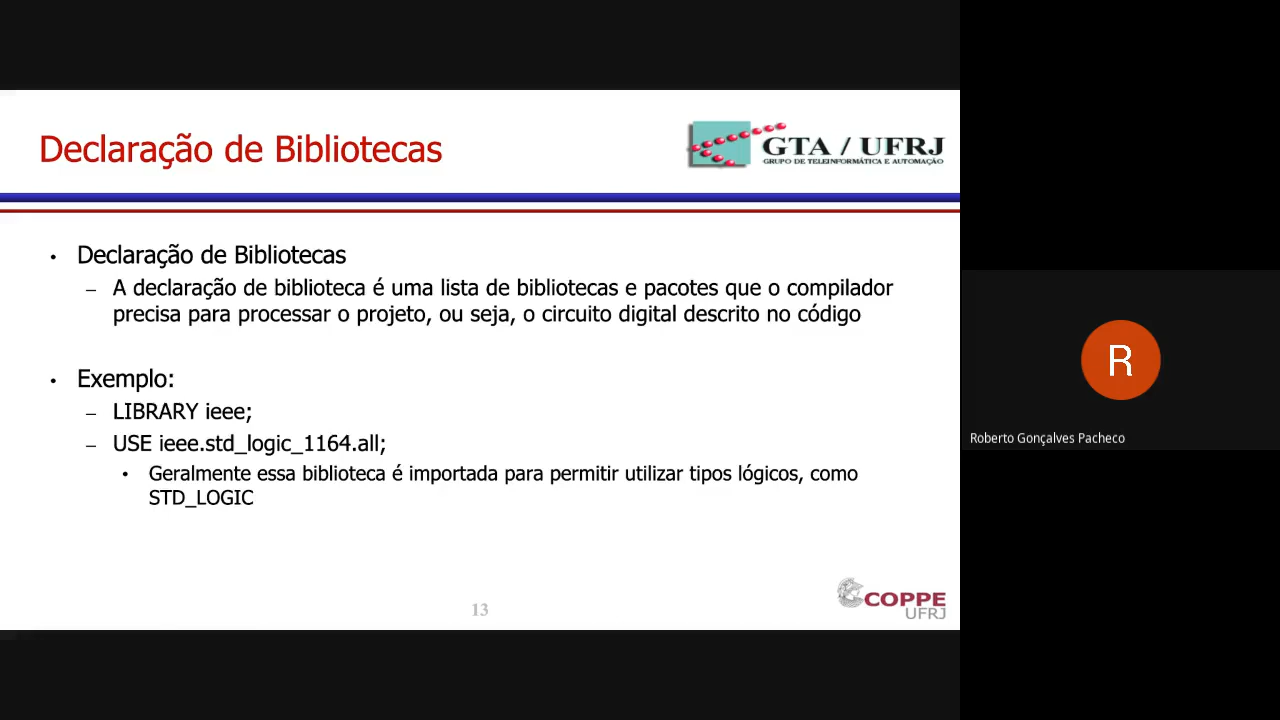 Declaração de Bibliotecas
GTA / UFRJ
GRUPO DE TELEINFORMÁTICA E AUTOMAÇÃO
• Declaração de Bibliotecas
– A declaração de biblioteca é uma lista de bibliotecas e pacotes que o compilador
precisa para processar o projeto, ou seja, o circuito digital descrito no código
• Exemplo:
– LIBRARY ieee;
– USE ieee.std_logic_1164.all;
• Geralmente essa biblioteca é importada para permitir utilizar tipos lógicos, como
STD_LOGIC
13
COPPE
UFRJ
R
Roberto Gonçalves Pacheco